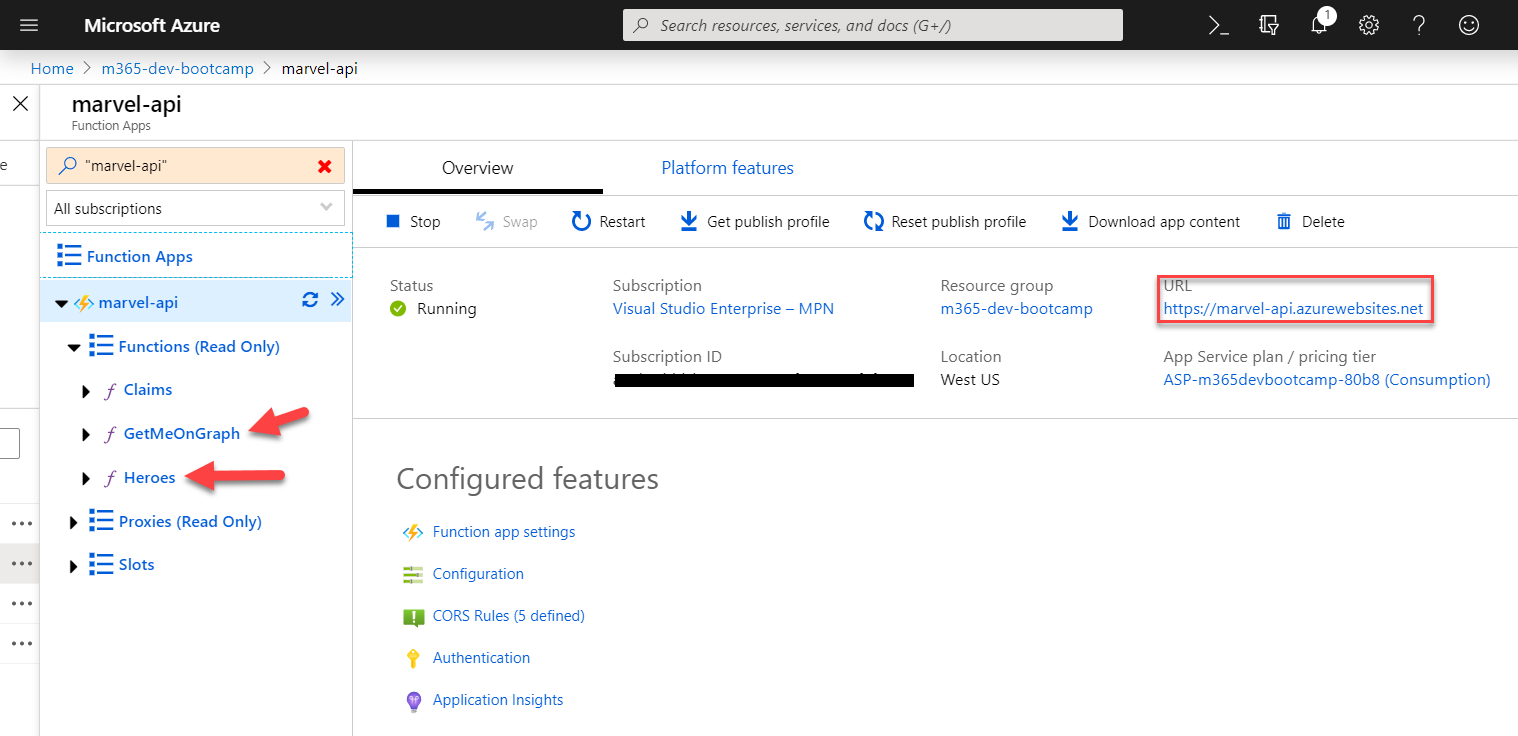 Microsoft Azure
Search resources, services, and docs (G+/)
1
Home > m365-dev-bootcamp > marvel-api
marvel-api
Function Apps
e
"marvel-api"
All subscriptions
Function Apps
marvel-api
Functions (Read Only)
Claims
GetMeOnGraph
Heroes
Proxies (Read Only)
Slots
Overview
Platform features
Stop
Swap
Restart
Get publish profile
Reset publish profile
Download app content
Delete
Status
Running
Subscription
Visual Studio Enterprise – MPN
Resource group
m365-dev-bootcamp
URL
https://marvel-api.azurewebsites.net
Subscription ID
Location
West US
App Service plan / pricing tier
ASP-m365devbootcamp-80b8 (Consumption)
Configured features
Function app settings
Configuration
CORS Rules (5 defined)
Authentication
Application Insights